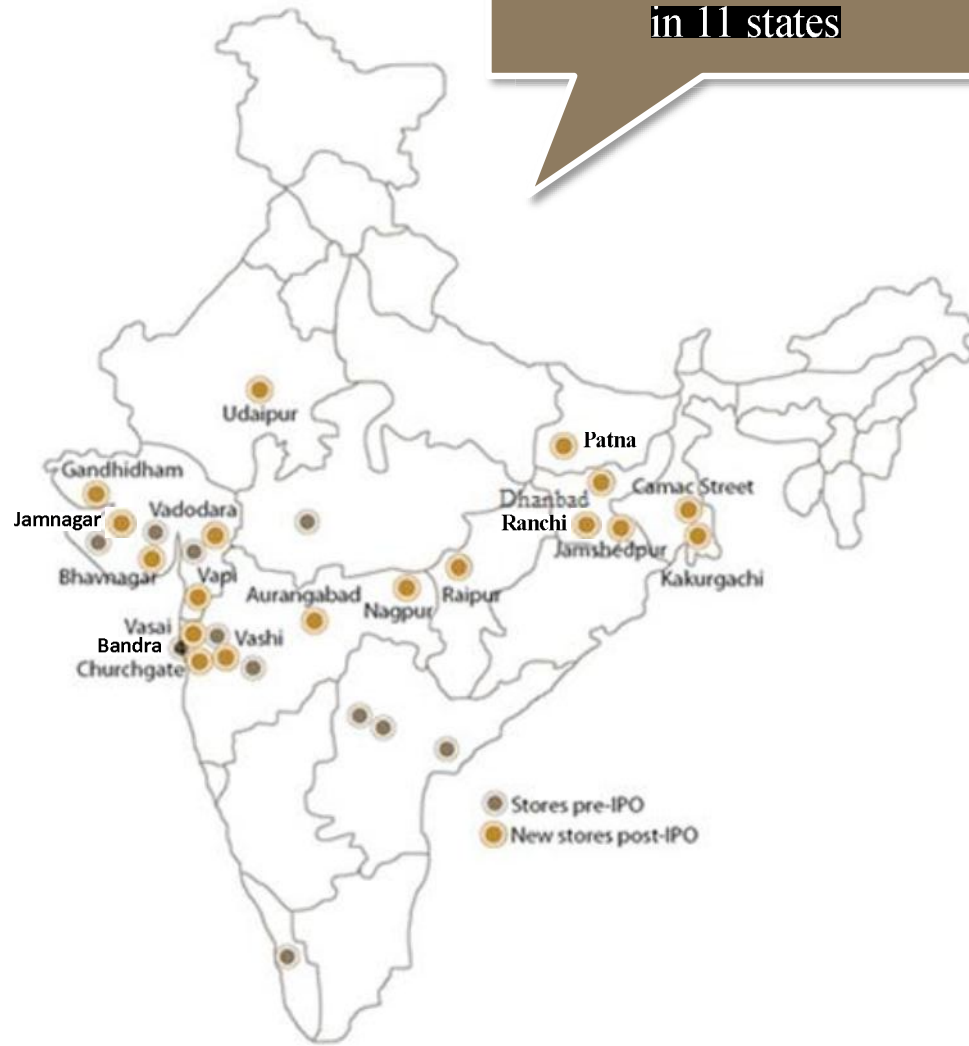 in 11 states
Udaipur
Patna
Gandhidham
Dhanbad
Camac Street
Jamnagar
Vadodara
Ranchi
Jamshedpur
Bhavnagar
Vapi
Aurangabad
Nagpur
Raipur
Kakurgachi
Vasai
Vashi
Bandra
Churchgate
Stores pre-IPO
New stores post-IPO